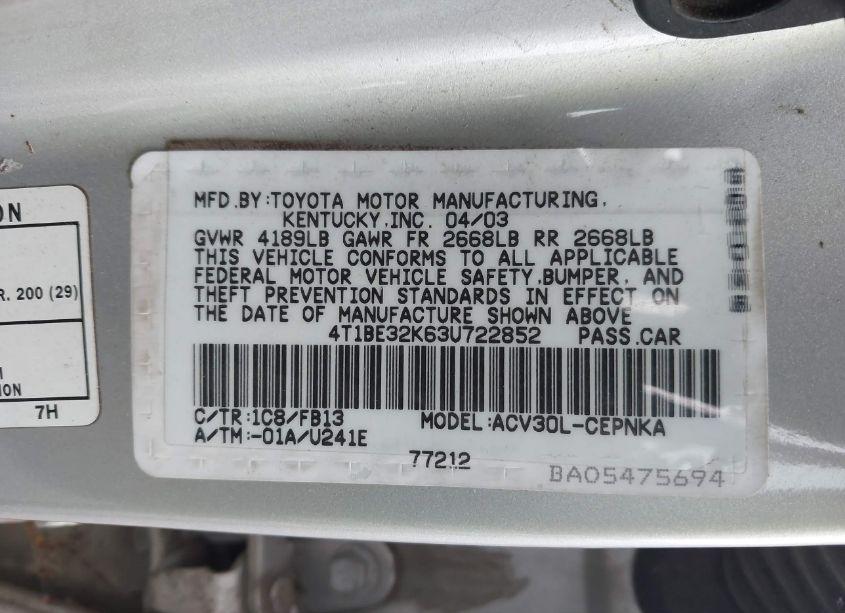 MFD.BY:TOYOTA MOTOR MANUFACTURING,
KENTUCKY,INC. 04/03
GVWR 4189LB GAWR FR 2668LB RR 2668LB
THIS VEHICLE CONFORMS TO ALL APPLICABLE
FEDERAL MOTOR VEHICLE SAFETY,BUMPER, AND
THEFT PREVENTION STANDARDS IN EFFECT ON
THE DATE OF MANUFACTURE SHOWN ABOVE
4T1BE32K63U722852 PASS.CAR
C/TR:1C8/FB13 MODEL:ACV30L-CEPNKA
A/TM:-01A/U241E
77212
BA05475694
ON
R. 200 (29)
ION
7H